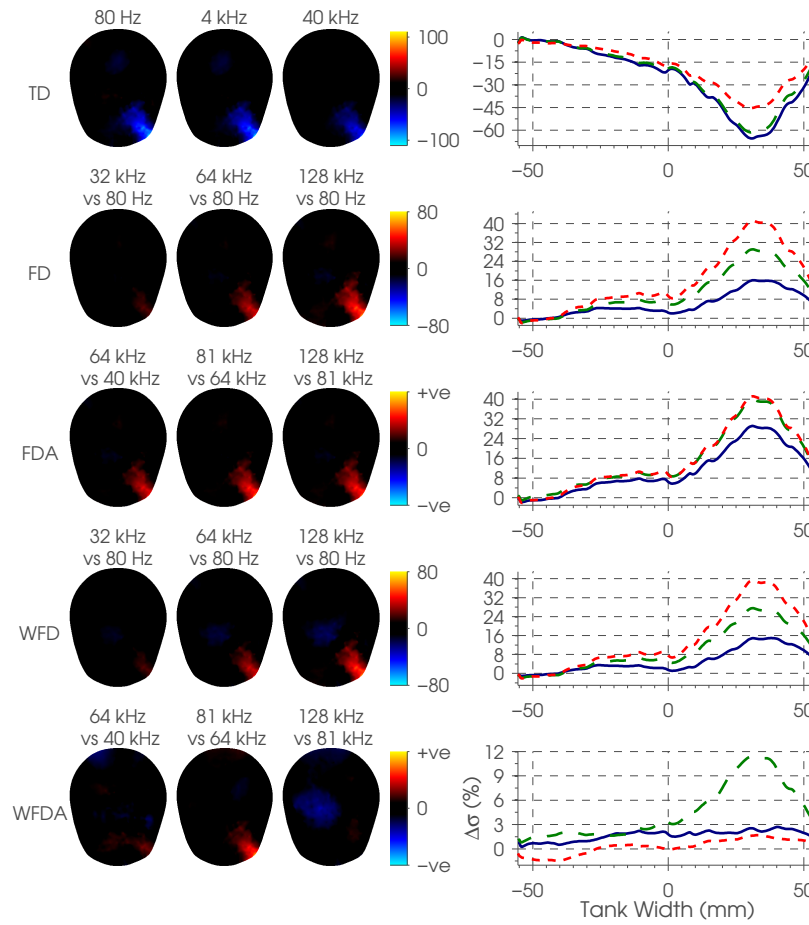 80 Hz 4 kHz 40 kHz
TD
100
0
−100
0
−15
−30
−45
−60
−50 0 50
32 kHz vs 80 Hz
64 kHz vs 80 Hz
128 kHz vs 80 Hz
FD
80
0
−80
40
32
24
16
8
0
−50 0 50
64 kHz vs 40 kHz
81 kHz vs 64 kHz
128 kHz vs 81 kHz
FDA
+ve
0
−ve
40
32
24
16
8
0
−50 0 50
32 kHz vs 80 Hz
64 kHz vs 80 Hz
128 kHz vs 80 Hz
WFD
80
0
−80
40
32
24
16
8
0
−50 0 50
64 kHz vs 40 kHz
81 kHz vs 64 kHz
128 kHz vs 81 kHz
WFDA
+ve
0
−ve
Δσ (%)
12
9
6
3
0
−50 0 50
Tank Width (mm)